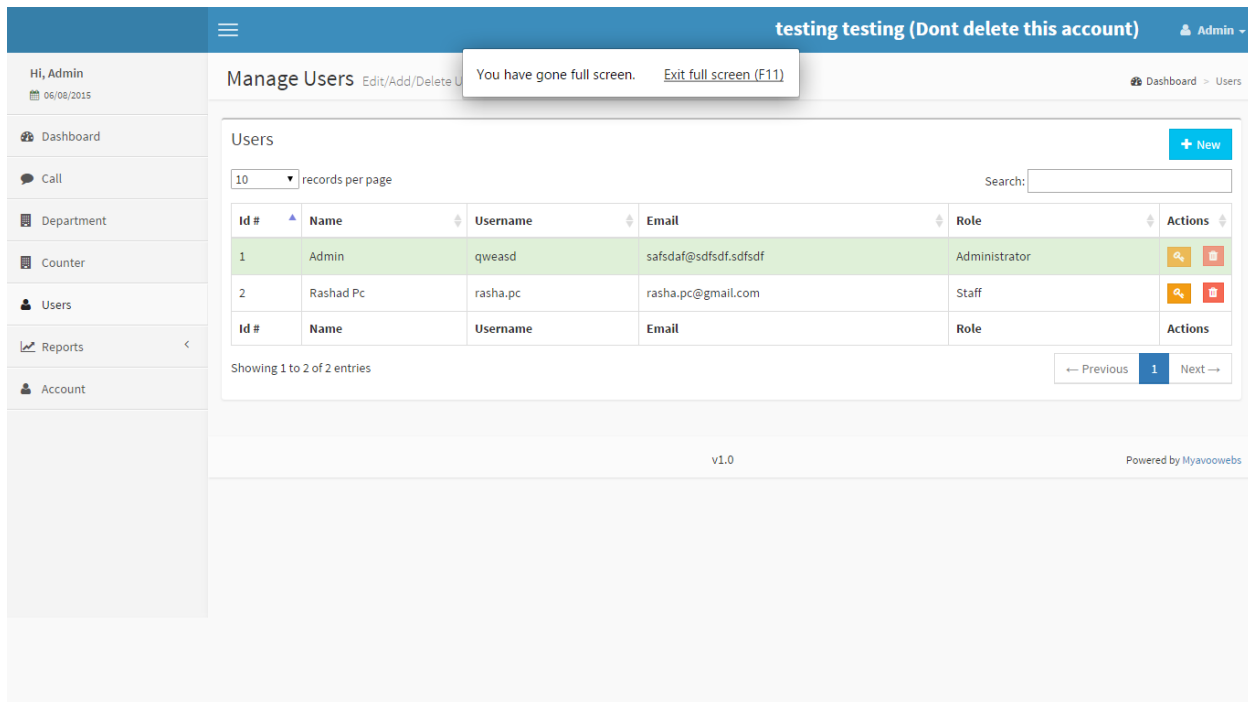 testing testing (Dont delete this account)
Admin
Hi, Admin
06/08/2015
Dashboard
Call
Department
Counter
Users
Reports
Account
Manage Users Edit/Add/Delete U
You have gone full screen. Exit full screen (F11)
Dashboard > Users
Users
+ New
10 records per page
Search:
Id # Name Username Email Role Actions
1 Admin qweasd safsdaf@sdfsdf.sdfsdf Administrator
2 Rashad Pc rasha.pc rasha.pc@gmail.com Staff
Id # Name Username Email Role Actions
Showing 1 to 2 of 2 entries
← Previous 1 Next →
v1.0
Powered by Myavoowebs